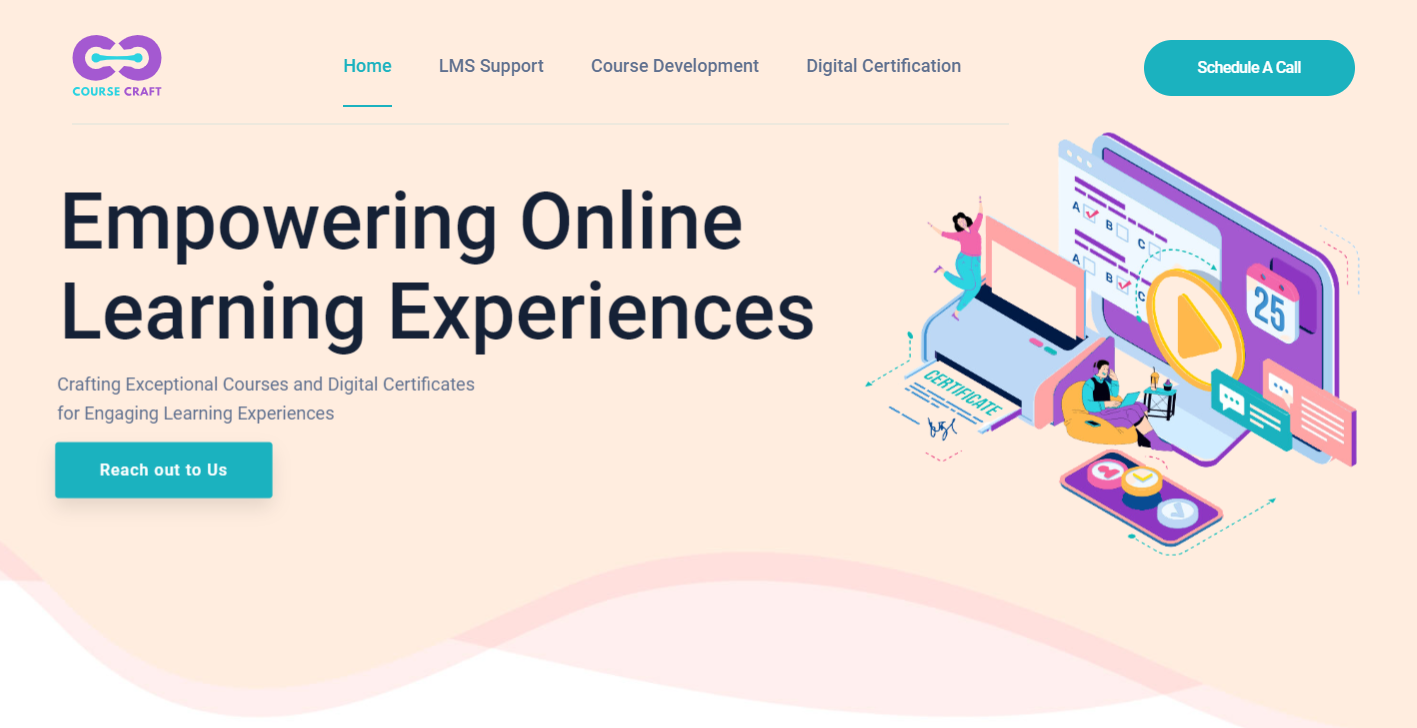 COURSE CRAFT
Home
LMS Support
Course Development
Digital Certification
Schedule A Call
Empowering Online
Learning Experiences
Crafting Exceptional Courses and Digital Certificates
for Engaging Learning Experiences
Reach out to Us
A B C
A B C
25
CERTIFICATE